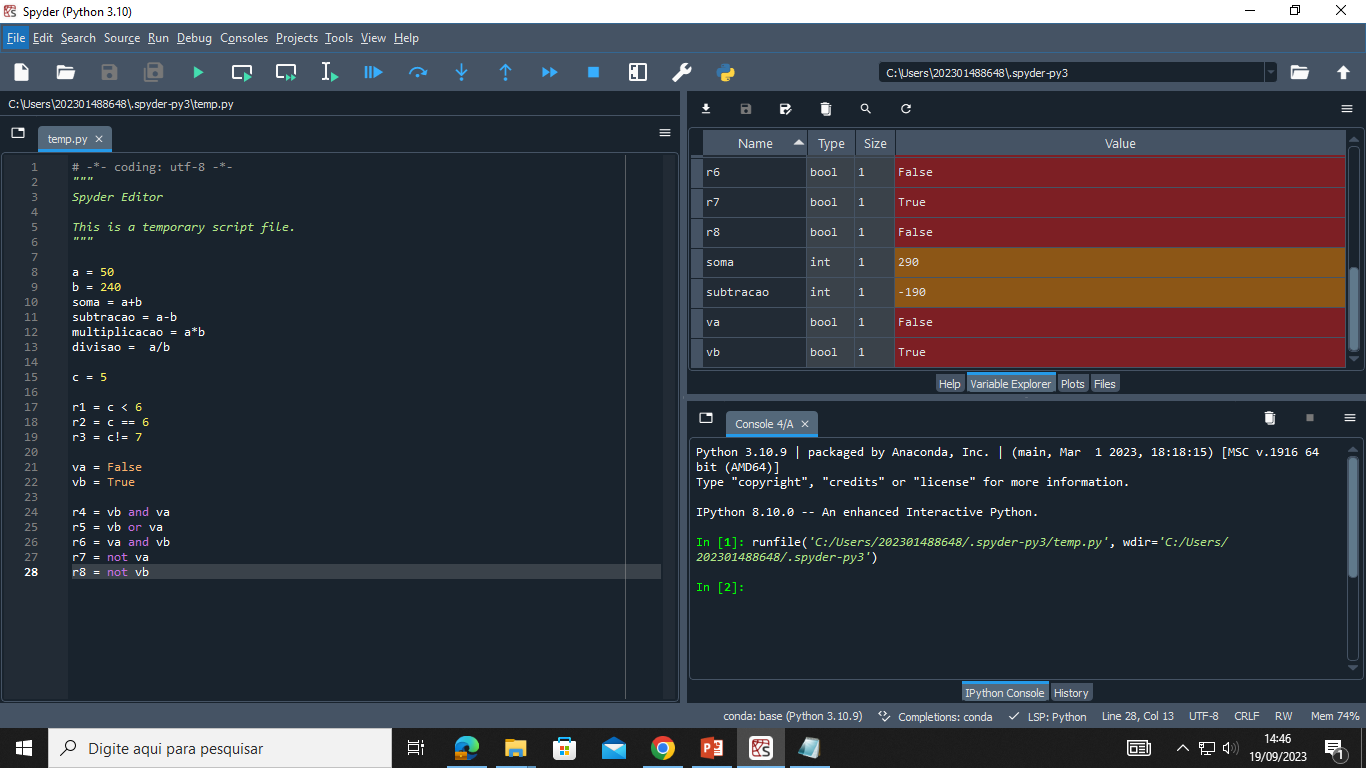 Spyder (Python 3.10)
File Edit Search Source Run Debug Consoles Projects Tools View Help
C:\Users\202301488648\.spyder-py3
C:\Users\202301488648\.spyder-py3\temp.py
temp.py
1 # -*- coding: utf-8 -*-
2 """
3 Spyder Editor
4
5 This is a temporary script file.
6 """
7
8 a = 50
9 b = 240
10 soma = a+b
11 subtracao = a-b
12 multiplicacao = a*b
13 divisao =  a/b
14
15 c = 5
16
17 r1 = c < 6
18 r2 = c == 6
19 r3 = c!= 7
20
21 va = False
22 vb = True
23
24 r4 = vb and va
25 r5 = vb or va
26 r6 = va and vb
27 r7 = not va
28 r8 = not vb
Name Type Size Value
r6 bool 1 False
r7 bool 1 True
r8 bool 1 False
soma int 1 290
subtracao int 1 -190
va bool 1 False
vb bool 1 True
Help Variable Explorer Plots Files
Console 4/A
Python 3.10.9 | packaged by Anaconda, Inc. | (main, Mar  1 2023, 18:18:15) [MSC v.1916 64
bit (AMD64)]
Type "copyright", "credits" or "license" for more information.
IPython 8.10.0 -- An enhanced Interactive Python.
In [1]: runfile('C:/Users/202301488648/.spyder-py3/temp.py', wdir='C:/Users/
202301488648/.spyder-py3')
In [2]:
IPython Console History
conda: base (Python 3.10.9) Completions: conda LSP: Python Line 28, Col 13 UTF-8 CRLF RW Mem 74%
Digite aqui para pesquisar
14:46
19/09/2023
1